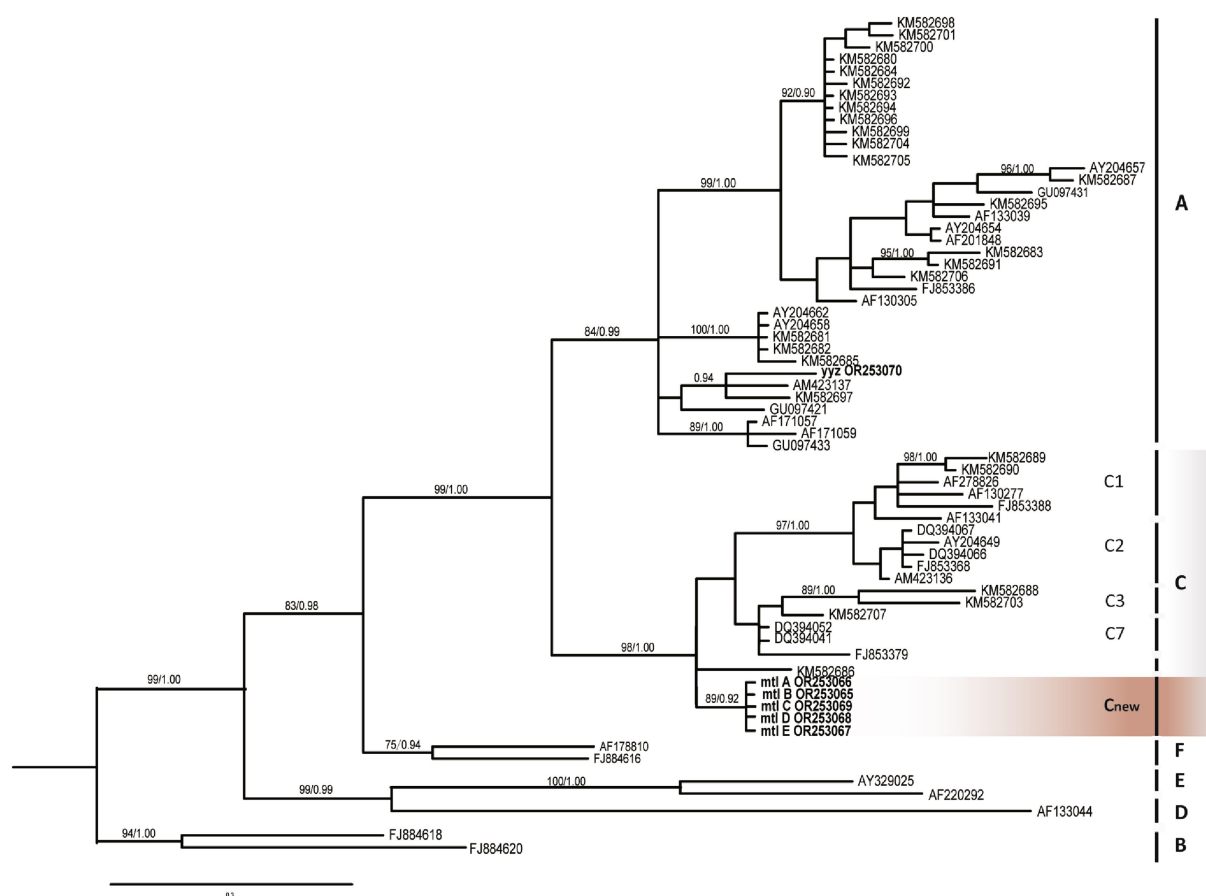 KM582698
KM582701
KM582700
KM582680
KM582684
KM582692
92/0.90
KM582693
KM582694
KM582696
KM582699
KM582704
KM582705
96/1.00
AY204657
KM582687
99/1.00
GU097431
KM582695
A
AF133039
AY204654
AF201848
95/1.00
KM582683
KM582691
KM582706
FJ853386
AF130305
AY204662
AY204658
84/0.99
100/1.00
KM582681
KM582682
KM582685
yyz OR253070
0.94
AM423137
KM582697
GU097421
AF171057
89/1.00
AF171059
GU097433
98/1.00
KM582689
KM582690
C1
AF278826
99/1.00
AF130277
FJ853388
AF133041
97/1.00
DQ394067
AY204649
C2
DQ394066
FJ853368
AM423136
C
89/1.00
KM582688
KM582703
C3
83/0.98
KM582707
DQ394052
C7
DQ394041
98/1.00
FJ853379
KM582686
99/1.00
mtl A OR253066
mtl B OR253065
89/0.92
mtl C OR253069
Cnew
mtl D OR253068
mtl E OR253067
75/0.94
AF178810
F
FJ884616
100/1.00
AY329025
E
99/0.99
AF220292
AF133044
D
94/1.00
FJ884618
FJ884620
B